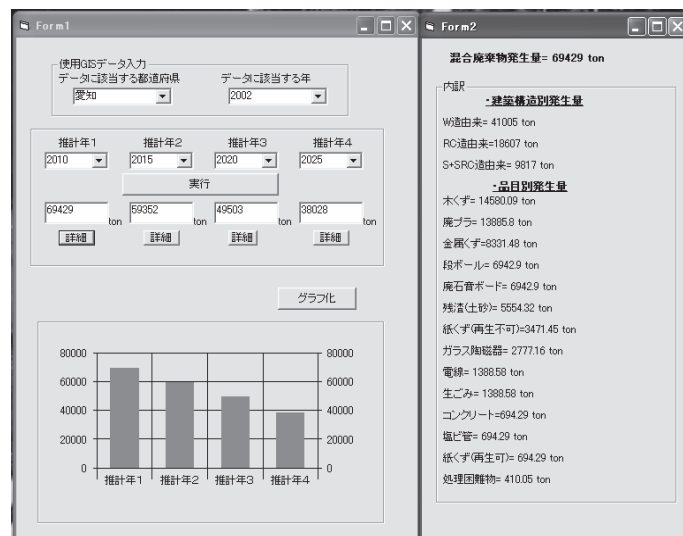 Form1
使用GISデータ入力
データに該当する都道府県 データに該当する年
愛知 2002
推計年1 推計年2 推計年3 推計年4
2010 2015 2020 2025
実行
69429 ton 59352 ton 49503 ton 38028 ton
詳細 詳細 詳細 詳細
グラフ化
80000 80000
60000 60000
40000 40000
20000 20000
0 0
推計年1 推計年2 推計年3 推計年4
Form2
混合廃棄物発生量= 69429 ton
内訳
・建築構造別発生量
W造由来= 41005 ton
RC造由来=18607 ton
S+SRC造由来= 9817 ton
・品目別発生量
木くず= 14580.09 ton
廃プラ= 13885.8 ton
金属くず=8331.48 ton
段ボール= 6942.9 ton
廃石膏ボード= 6942.9 ton
残渣(土砂)= 5554.32 ton
紙くず(再生不可)=3471.45 ton
ガラス陶磁器= 2777.16 ton
電線= 1388.58 ton
生ごみ= 1388.58 ton
コンクリート=694.29 ton
塩ビ管= 694.29 ton
紙くず(再生可)= 694.29 ton
処理困難物= 410.05 ton